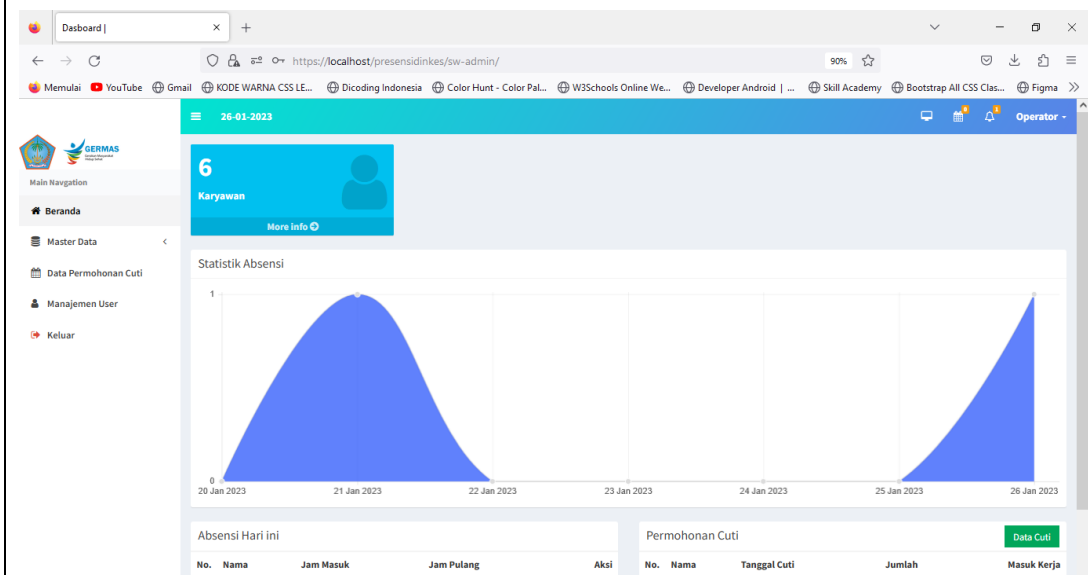 Dasboard |
https://localhost/presensidinkes/sw-admin/ 90%
Memulai YouTube Gmail KODE WARNA CSS LE... Dicoding Indonesia Color Hunt - Color Pal... W3Schools Online We... Developer Android | ... Skill Academy Bootstrap All CSS Clas... Figma
26-01-2023 Operator
GERMAS
Main Navgation
Beranda
Master Data
Data Permohonan Cuti
Manajemen User
Keluar
6
Karyawan
More info
Statistik Absensi
1
0
20 Jan 2023 21 Jan 2023 22 Jan 2023 23 Jan 2023 24 Jan 2023 25 Jan 2023 26 Jan 2023
Absensi Hari ini
No. Nama Jam Masuk Jam Pulang Aksi
Permohonan Cuti Data Cuti
No. Nama Tanggal Cuti Jumlah Masuk Kerja